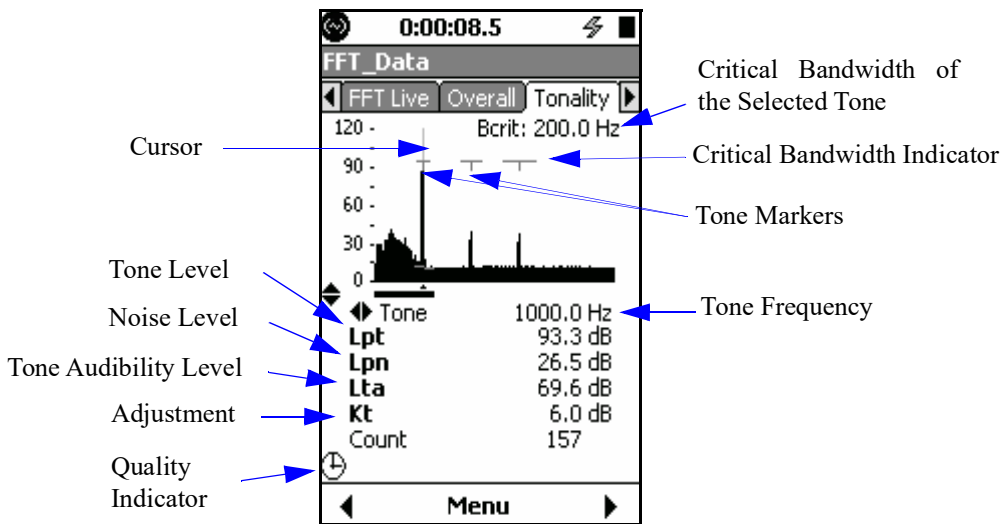 0:00:08.5
FFT_Data
FFT Live Overall Tonality
Critical Bandwidth of
the Selected Tone
120 - Bcrit: 200.0 Hz
Cursor
Critical Bandwidth Indicator
90 -
60 -
Tone Markers
30 -
0
Tone Level
Tone 1000.0 Hz
Tone Frequency
Noise Level
Lpt 93.3 dB
Lpn 26.5 dB
Tone Audibility Level
Lta 69.6 dB
Adjustment
Kt 6.0 dB
Count 157
Quality
Indicator
Menu